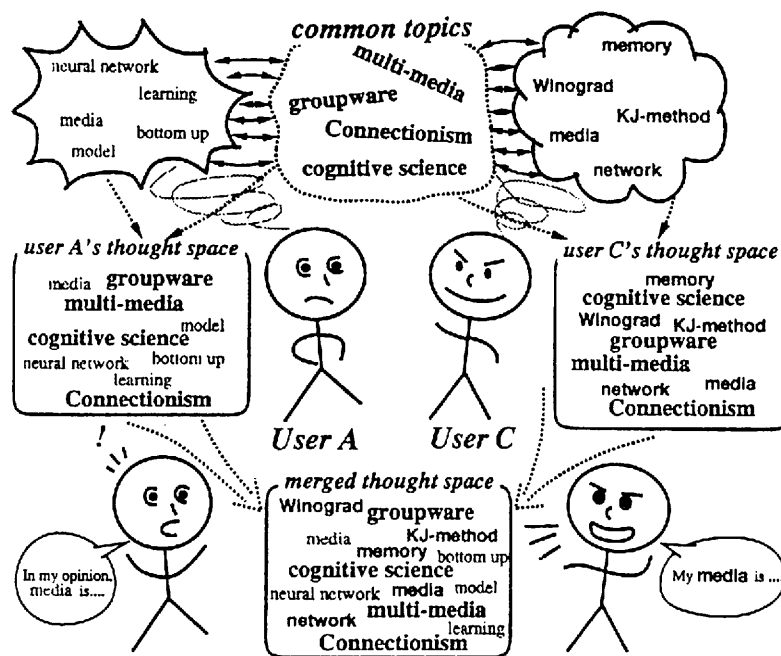 common topics
neural network
learning
media
bottom up
model
multi-media
groupware
Connectionism
cognitive science
memory
Winograd
KJ-method
media
network
user A's thought space
media groupware
multi-media
model
cognitive science
neural network bottom up
learning
Connectionism
user C's thought space
memory
cognitive science
Winograd KJ-method
groupware
multi-media
network media
Connectionism
User A
User C
!
merged thought space
Winograd groupware
media KJ-method
memory bottom up
cognitive science
neural network media model
network multi-media
learning
Connectionism
In my opinion,
media is....
My media is ....